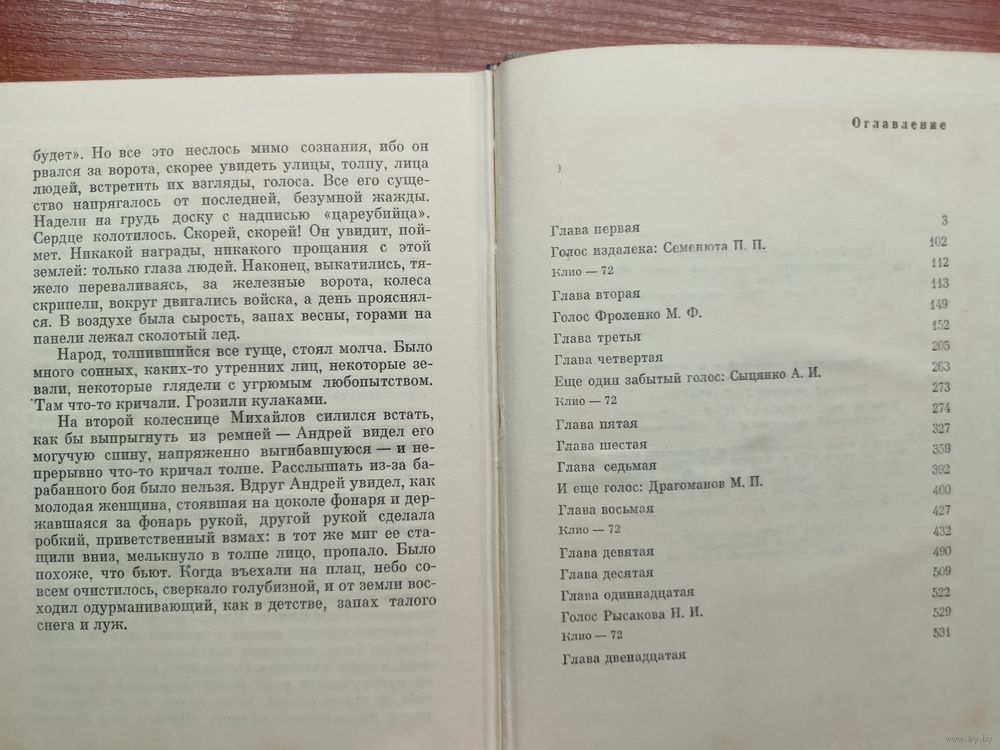 будет». Но все это неслось мимо сознания, ибо он
рвался за ворота, скорее увидеть улицы, толпу, лица
людей, встретить их взгляды, голоса. Все его суще-
ство напрягалось от последней, безумной жажды.
Надели на грудь доску с надписью «цареубийца».
Сердце колотилось. Скорей, скорей! Он увидит, пой-
мет. Никакой награды, никакого прощания с этой
землей: только глаза людей. Наконец, выкатились, тя-
жело переваливаясь, за железные ворота, колеса
скрипели, вокруг двигались войска, а день прояснял-
ся. В воздухе была сырость, запах весны, горами на
панели лежал сколотый лед.
Народ, толпившийся все гуще, стоял молча. Было
много сонных, каких-то утренних лиц, некоторые зе-
вали, некоторые глядели с угрюмым любопытством.
Там что-то кричали. Грозили кулаками.
На второй колеснице Михайлов силился встать,
как бы выпрыгнуть из ремней — Андрей видел его
могучую спину, напряженно выгибавшуюся — и не-
прерывно что-то кричал толпе. Расслышать из-за ба-
рабанного боя было нельзя. Вдруг Андрей увидел, как
молодая женщина, стоявшая на цоколе фонаря и дер-
жавшаяся за фонарь рукой, другой рукой сделала
робкий, приветственный взмах: в тот же миг ее ста-
щили вниз, мелькнуло в толпе лицо, пропало. Было
похоже, что бьют. Когда въехали на плац, небо со-
всем очистилось, сверкало голубизной, и от земли вос-
ходил одурманивающий, как в детстве, запах талого
снега и луж.
Оглавление
Глава первая 3
Голос издалека: Семенюта П. П. 102
Клио — 72 112
Глава вторая 113
Голос Фроленко М. Ф. 149
Глава третья 152
Глава четвертая 205
Еще один забытый голос: Сыцянко А. И. 263
Клио — 72 273
Глава пятая 274
Глава шестая 327
Глава седьмая 359
И еще голос: Драгоманов М. П. 392
Глава восьмая 400
Клио — 72 427
Глава девятая 432
Глава десятая 490
Глава одиннадцатая 509
Голос Рысакова Н. И. 522
Клио — 72 529
Глава двенадцатая 531
www.ay.by